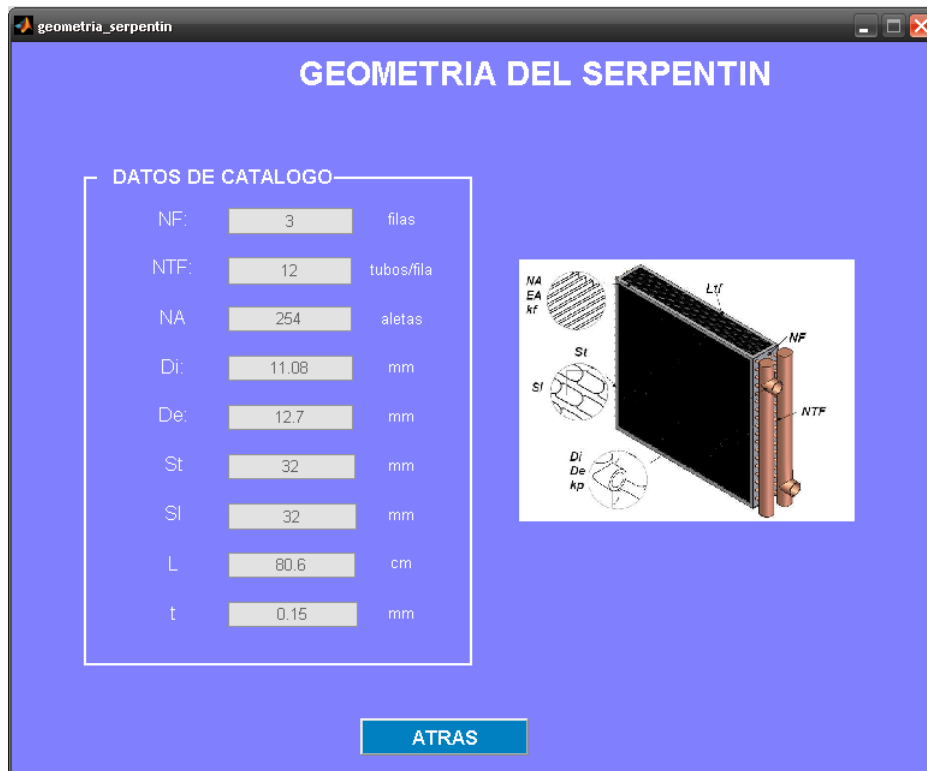 geometria_serpentin
GEOMETRIA DEL SERPENTIN
DATOS DE CATALOGO
NF: 3 filas
NTF: 12 tubos/fila
NA 254 aletas
Di: 11.08 mm
De: 12.7 mm
St 32 mm
Sl 32 mm
L 80.6 cm
t 0.15 mm
NA
EA
kf
Ltf
NF
St
Sl
NTF
Di
De
kp
ATRAS